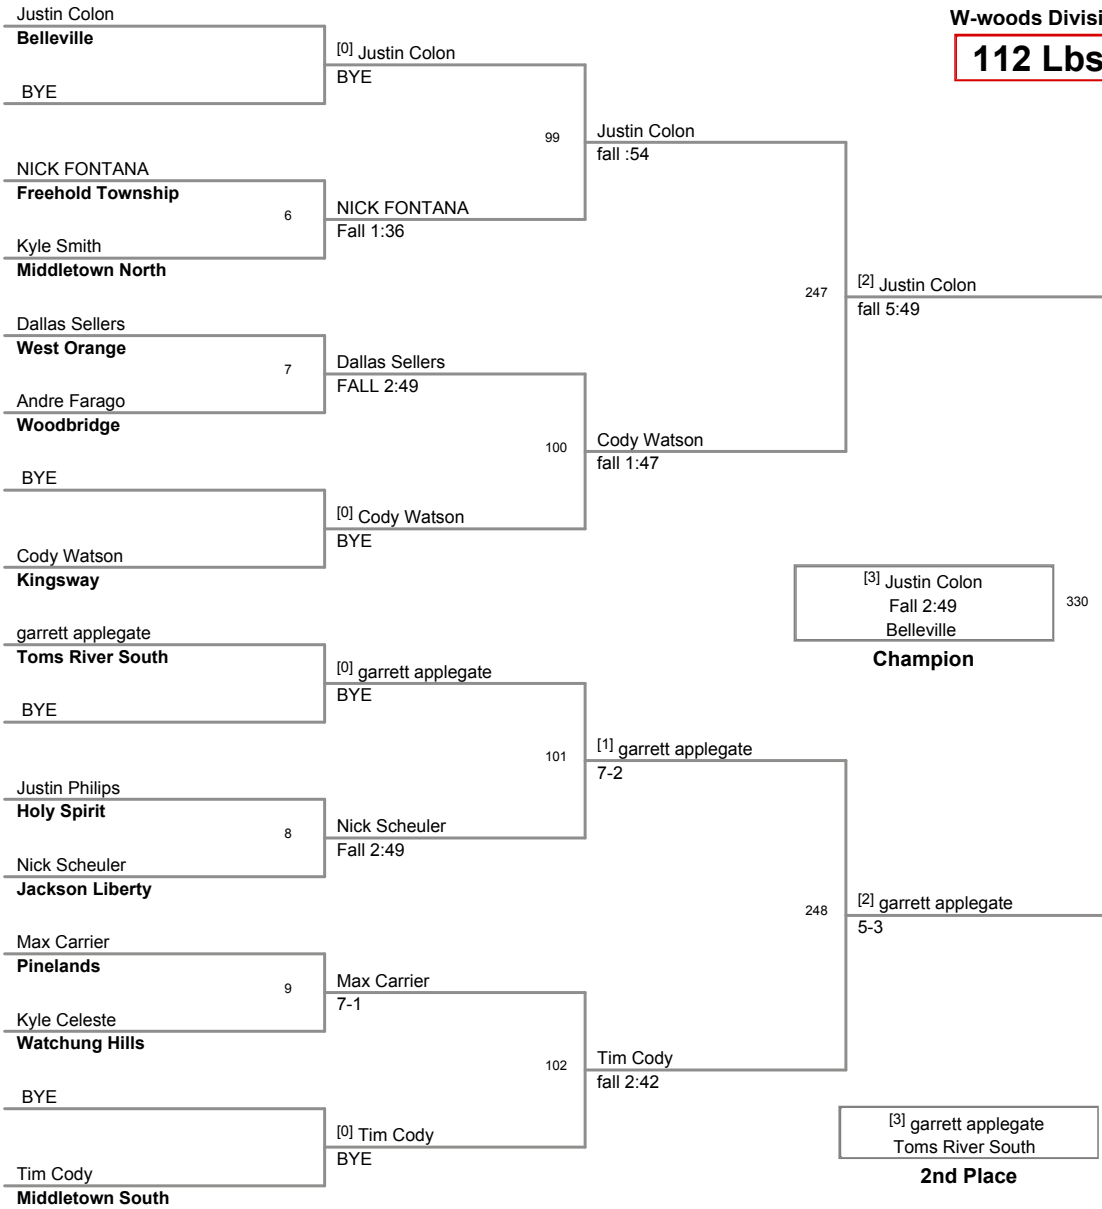 Justin Colon
Belleville
BYE
NICK FONTANA
Freehold Township
6
Kyle Smith
Middletown North
Dallas Sellers
West Orange
7
Andre Farago
Woodbridge
BYE
Cody Watson
Kingsway
garrett applegate
Toms River South
BYE
Justin Philips
Holy Spirit
8
Nick Scheuler
Jackson Liberty
Max Carrier
Pinelands
9
Kyle Celeste
Watchung Hills
BYE
Tim Cody
Middletown South
[0] Justin Colon
BYE
99
NICK FONTANA
Fall 1:36
Dallas Sellers
FALL 2:49
100
[0] Cody Watson
BYE
[0] garrett applegate
BYE
101
Nick Scheuler
Fall 2:49
Max Carrier
7-1
102
[0] Tim Cody
BYE
Justin Colon
fall :54
247
Cody Watson
fall 1:47
[1] garrett applegate
7-2
248
Tim Cody
fall 2:42
W-woods Divisi
112 Lbs
[2] Justin Colon
fall 5:49
[3] Justin Colon
Fall 2:49
Belleville
330
Champion
[2] garrett applegate
5-3
[3] garrett applegate
Toms River South
2nd Place